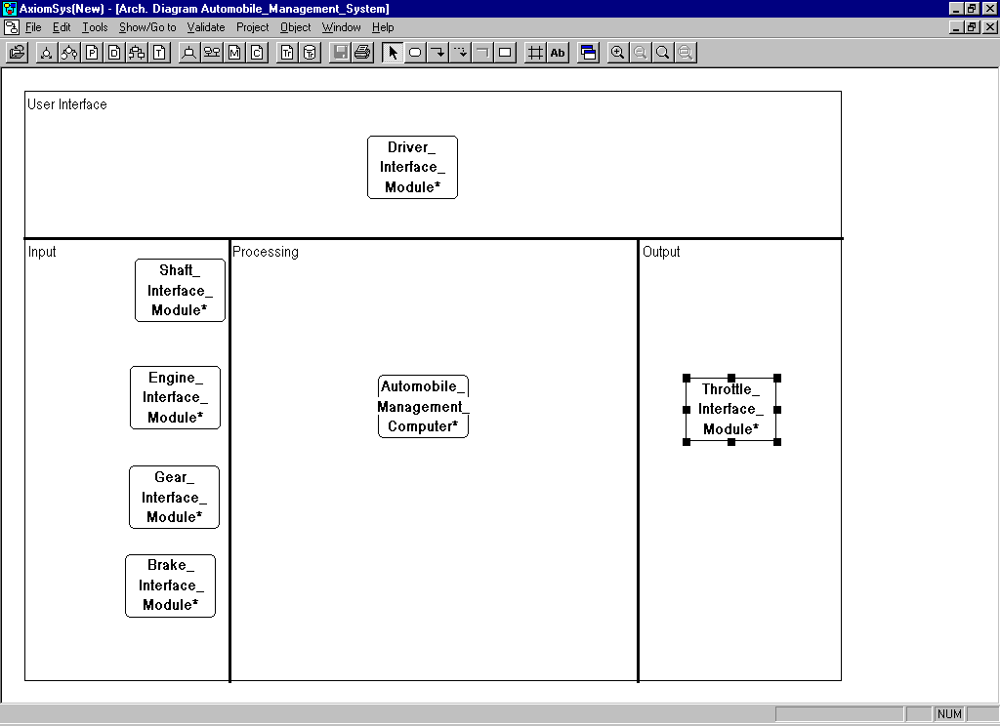 AxiomSys(New) - [Arch. Diagram Automobile_Management_System]
File Edit Tools Show/Go to Validate Project Object Window Help
P D T M C Tr Tr Ab
User Interface
Driver_
Interface_
Module*
Input
Shaft_
Interface_
Module*
Engine_
Interface_
Module*
Gear_
Interface_
Module*
Brake_
Interface_
Module*
Processing
Automobile_
Management_
Computer*
Output
Throttle_
Interface_
Module*
NUM